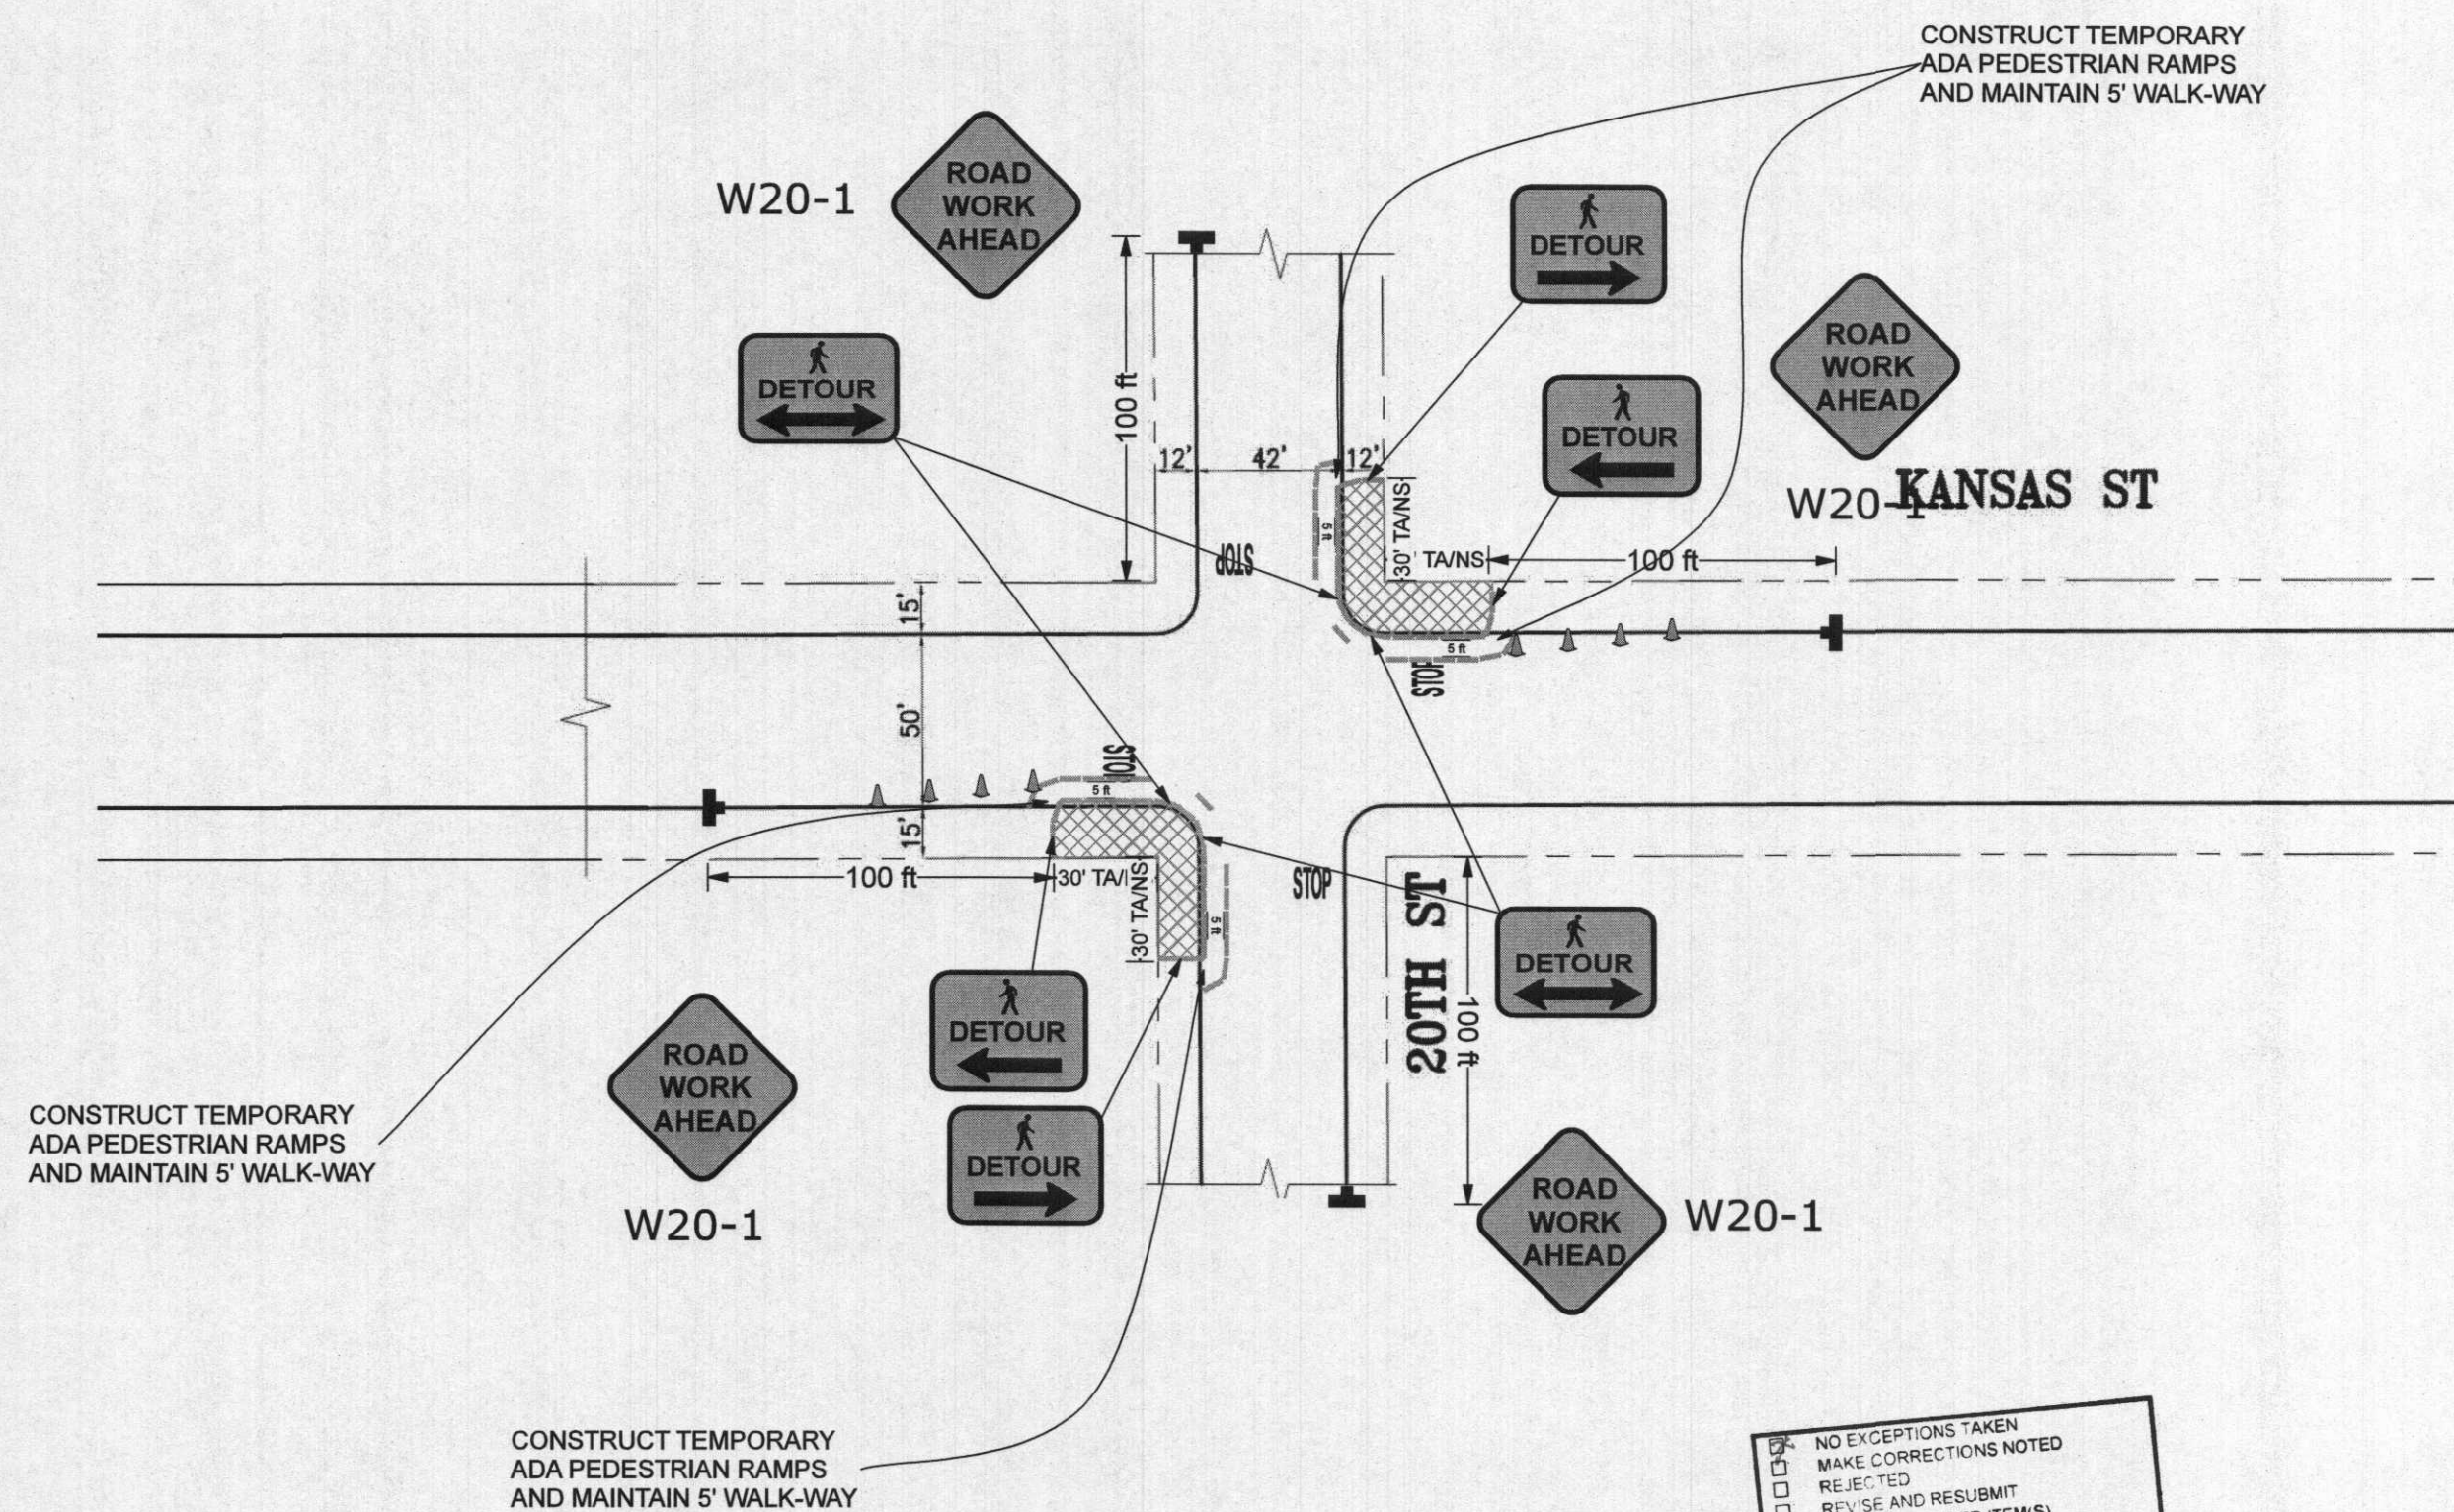 CONSTRUCT TEMPORARY
ADA PEDESTRIAN RAMPS
AND MAINTAIN 5' WALK-WAY
ROAD
WORK
AHEAD
W20-1
DETOUR
DETOUR
DETOUR
ROAD
WORK
AHEAD
W20-1
KANSAS ST
100 ft
12'
42'
12'
30' TA/NS
TA/NS
100 ft
5 ft
STOP
15'
5 ft
STOP
50'
STOP
5 ft
15'
100 ft
30' TA/
30' TA/NS
5 ft
STOP
20TH ST
100 ft
DETOUR
DETOUR
DETOUR
ROAD
WORK
AHEAD
W20-1
CONSTRUCT TEMPORARY
ADA PEDESTRIAN RAMPS
AND MAINTAIN 5' WALK-WAY
ROAD
WORK
AHEAD
W20-1
CONSTRUCT TEMPORARY
ADA PEDESTRIAN RAMPS
AND MAINTAIN 5' WALK-WAY
NO EXCEPTIONS TAKEN
MAKE CORRECTIONS NOTED
REJECTED
REVISE AND RESUBMIT
ITEM(S)